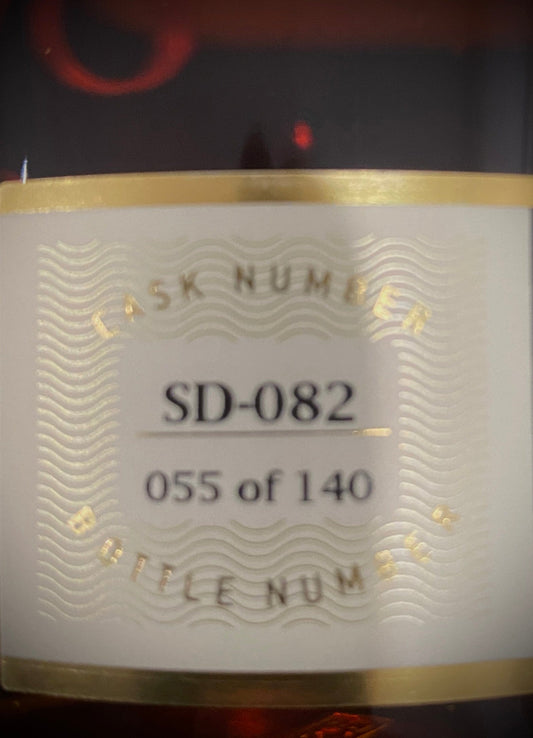 CASK NUMBER
SD-082
055 of 140
BOTTLE NUMBER